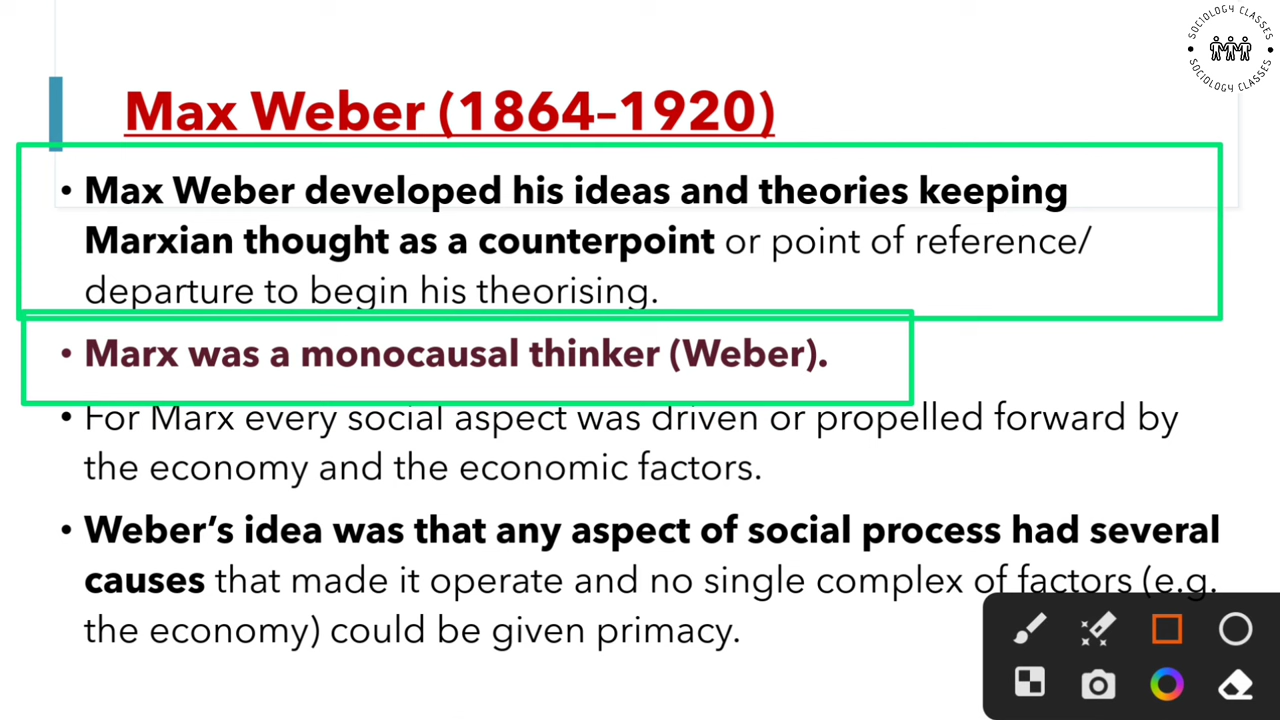 SOCIOLOGY CLASSES
SOCIOLOGY CLASSES
Max Weber (1864–1920)
• Max Weber developed his ideas and theories keeping
Marxian thought as a counterpoint or point of reference/
departure to begin his theorising.
• Marx was a monocausal thinker (Weber).
• For Marx every social aspect was driven or propelled forward by
the economy and the economic factors.
• Weber’s idea was that any aspect of social process had several
causes that made it operate and no single complex of factors (e.g.
the economy) could be given primacy.